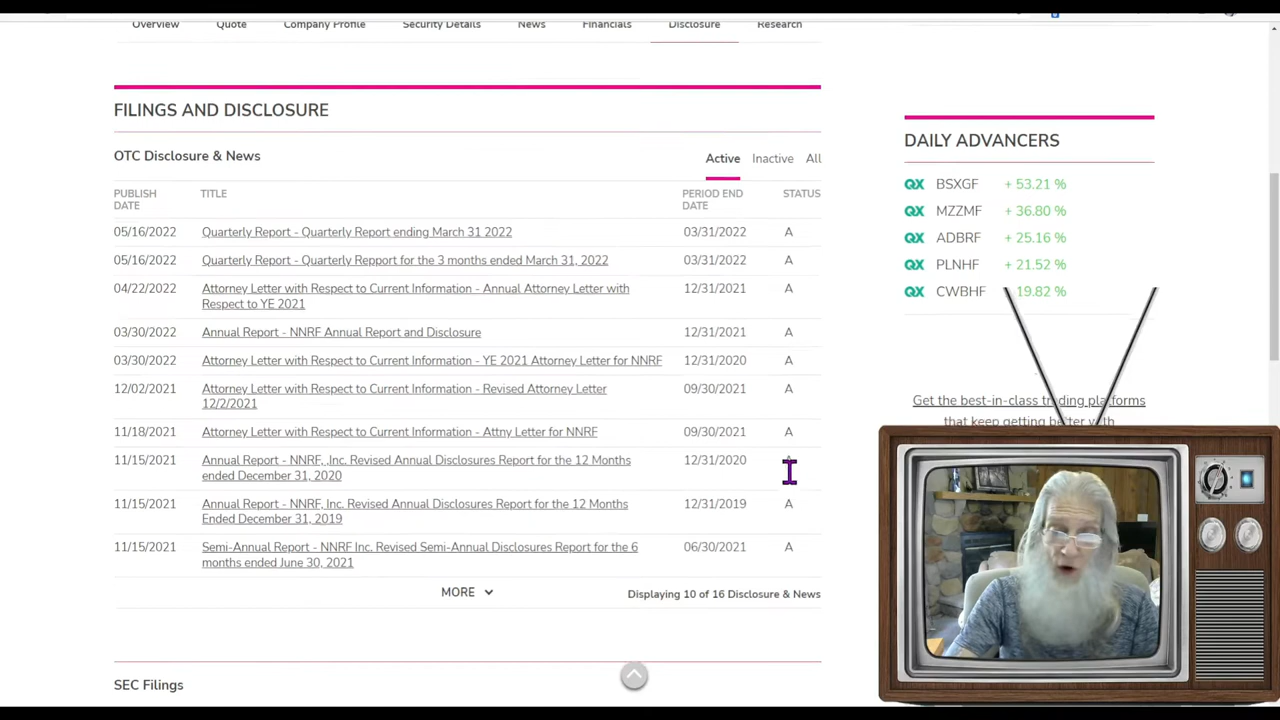 Overview Quote Company Profile Security Details News Financials Disclosure Research
FILINGS AND DISCLOSURE
OTC Disclosure & News
Active Inactive All
PUBLISH DATE TITLE PERIOD END DATE STATUS
05/16/2022 Quarterly Report - Quarterly Report ending March 31 2022 03/31/2022 A
05/16/2022 Quarterly Report - Quarterly Repport for the 3 months ended March 31, 2022 03/31/2022 A
04/22/2022 Attorney Letter with Respect to Current Information - Annual Attorney Letter with 12/31/2021 A
Respect to YE 2021
03/30/2022 Annual Report - NNRF Annual Report and Disclosure 12/31/2021 A
03/30/2022 Attorney Letter with Respect to Current Information - YE 2021 Attorney Letter for NNRF 12/31/2020 A
12/02/2021 Attorney Letter with Respect to Current Information - Revised Attorney Letter 09/30/2021 A
12/2/2021
11/18/2021 Attorney Letter with Respect to Current Information - Attny Letter for NNRF 09/30/2021 A
11/15/2021 Annual Report - NNRF, ,Inc. Revised Annual Disclosures Report for the 12 Months 12/31/2020
ended December 31, 2020
11/15/2021 Annual Report - NNRF, Inc. Revised Annual Disclosures Report for the 12 Months 12/31/2019 A
Ended December 31, 2019
11/15/2021 Semi-Annual Report - NNRF Inc. Revised Semi-Annual Disclosures Report for the 6 06/30/2021 A
months ended June 30, 2021
MORE
Displaying 10 of 16 Disclosure & News
SEC Filings
DAILY ADVANCERS
QX BSXGF + 53.21 %
QX MZZMF + 36.80 %
QX ADBRF + 25.16 %
QX PLNHF + 21.52 %
QX CWBHF + 19.82 %
Get the best-in-class trading platforms
that keep getting better with